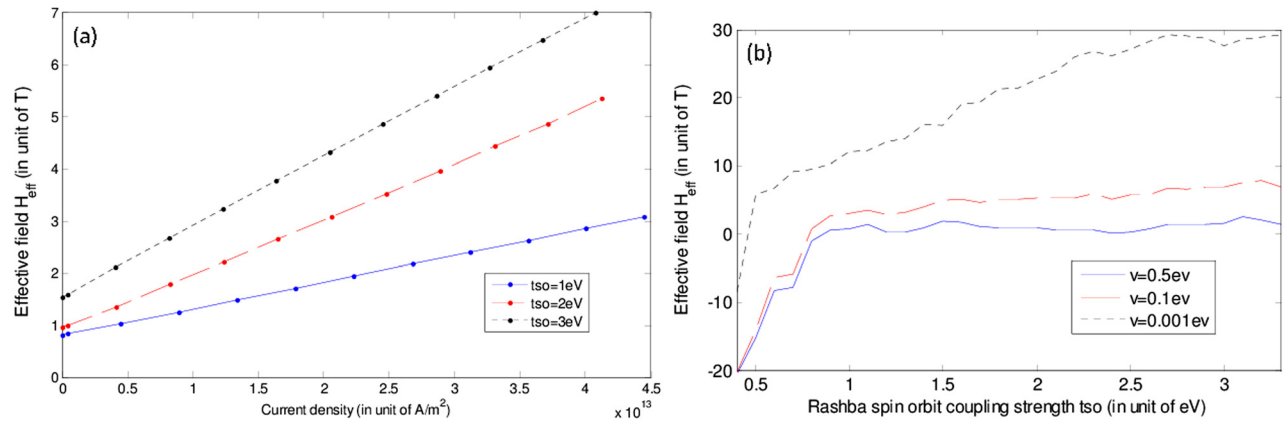 (a)
7
6
5
4
3
2
1
0
Effective field H_eff (in unit of T)
tso=1eV
tso=2eV
tso=3eV
0 0.5 1 1.5 2 2.5 3 3.5 4 4.5
Current density (in unit of A/m²)
x 10¹³
(b)
30
20
10
0
-10
-20
Effective field H_eff (in unit of T)
v=0.5ev
v=0.1ev
v=0.001ev
0.5 1 1.5 2 2.5 3
Rashba spin orbit coupling strength tso (in unit of eV)